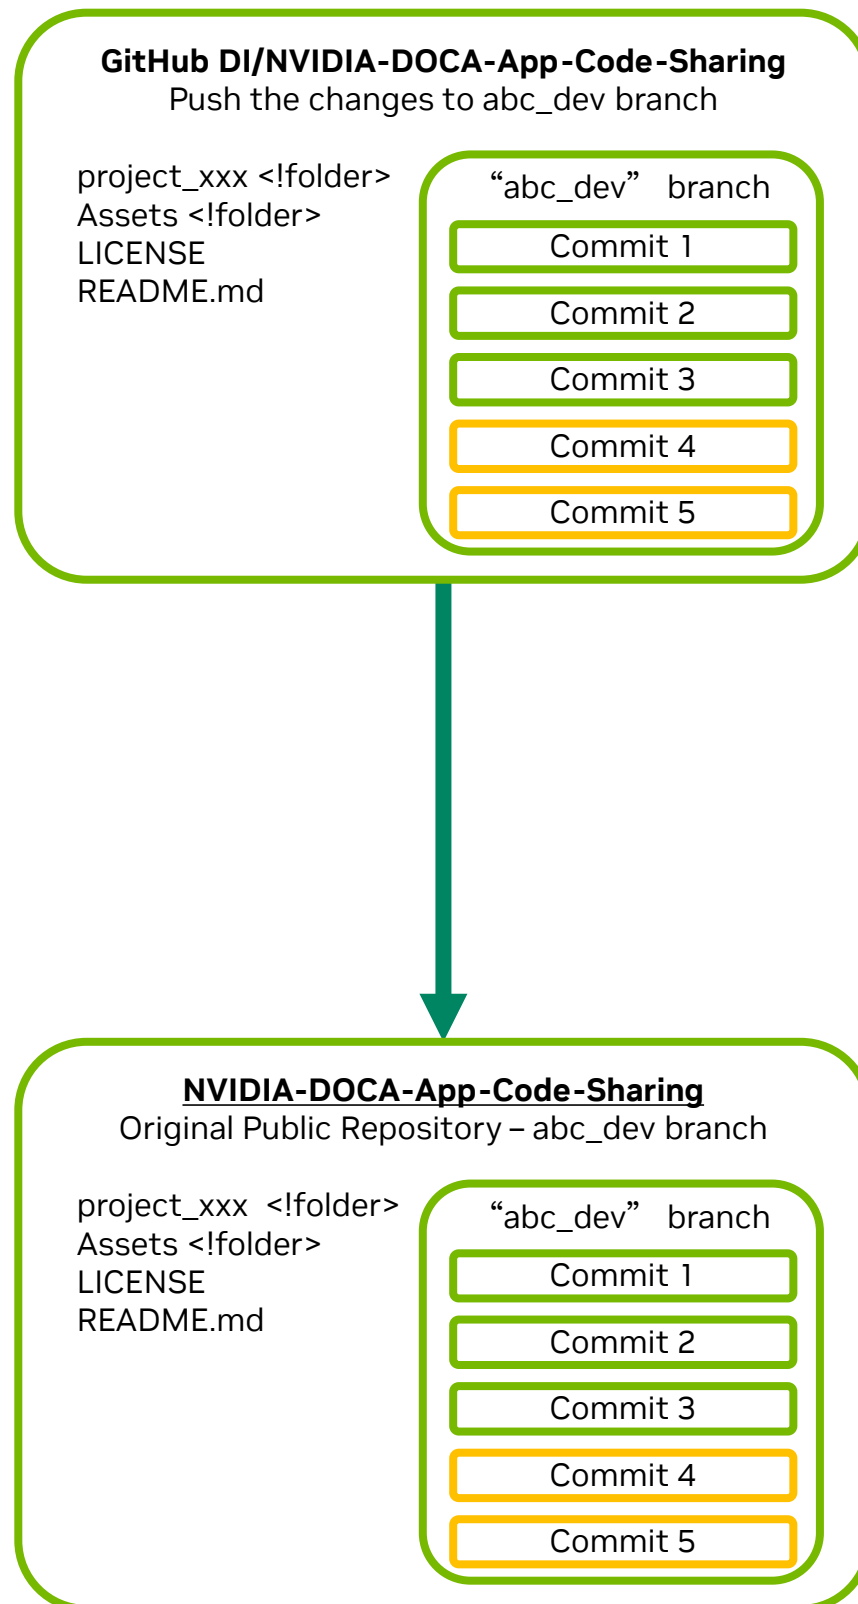 GitHub DI/NVIDIA-DOCA-App-Code-Sharing
Push the changes to abc_dev branch
project_xxx <!folder>
Assets <!folder>
LICENSE
README.md
“abc_dev” branch
Commit 1
Commit 2
Commit 3
Commit 4
Commit 5
NVIDIA-DOCA-App-Code-Sharing
Original Public Repository – abc_dev branch
project_xxx <!folder>
Assets <!folder>
LICENSE
README.md
“abc_dev” branch
Commit 1
Commit 2
Commit 3
Commit 4
Commit 5